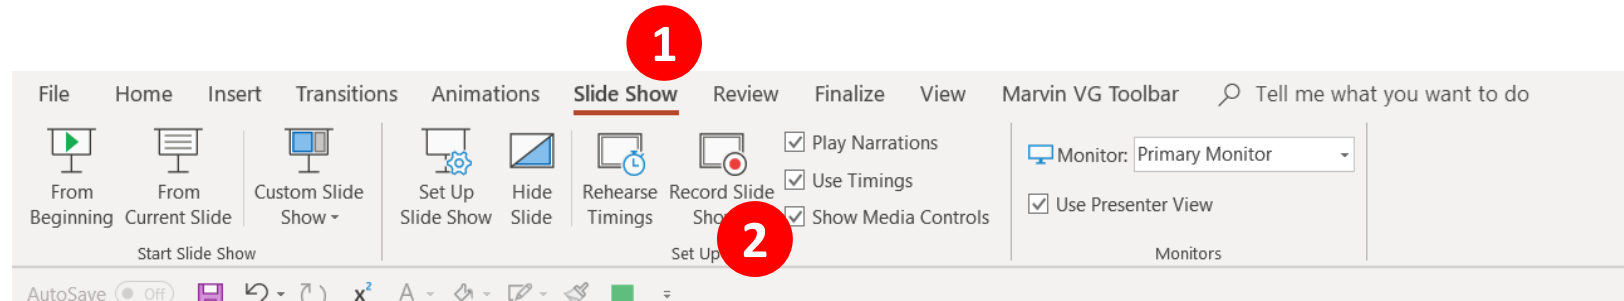 1
File Home Insert Transitions Animations Slide Show Review Finalize View Marvin VG Toolbar Tell me what you want to do
From Beginning
From Current Slide
Custom Slide Show
Set Up Slide Show
Hide Slide
Rehearse Timings
Record Slide
2
Play Narrations
Use Timings
Show Media Controls
Monitor: Primary Monitor
Use Presenter View
Start Slide Show
Set Up
Monitors
AutoSave Off x² A